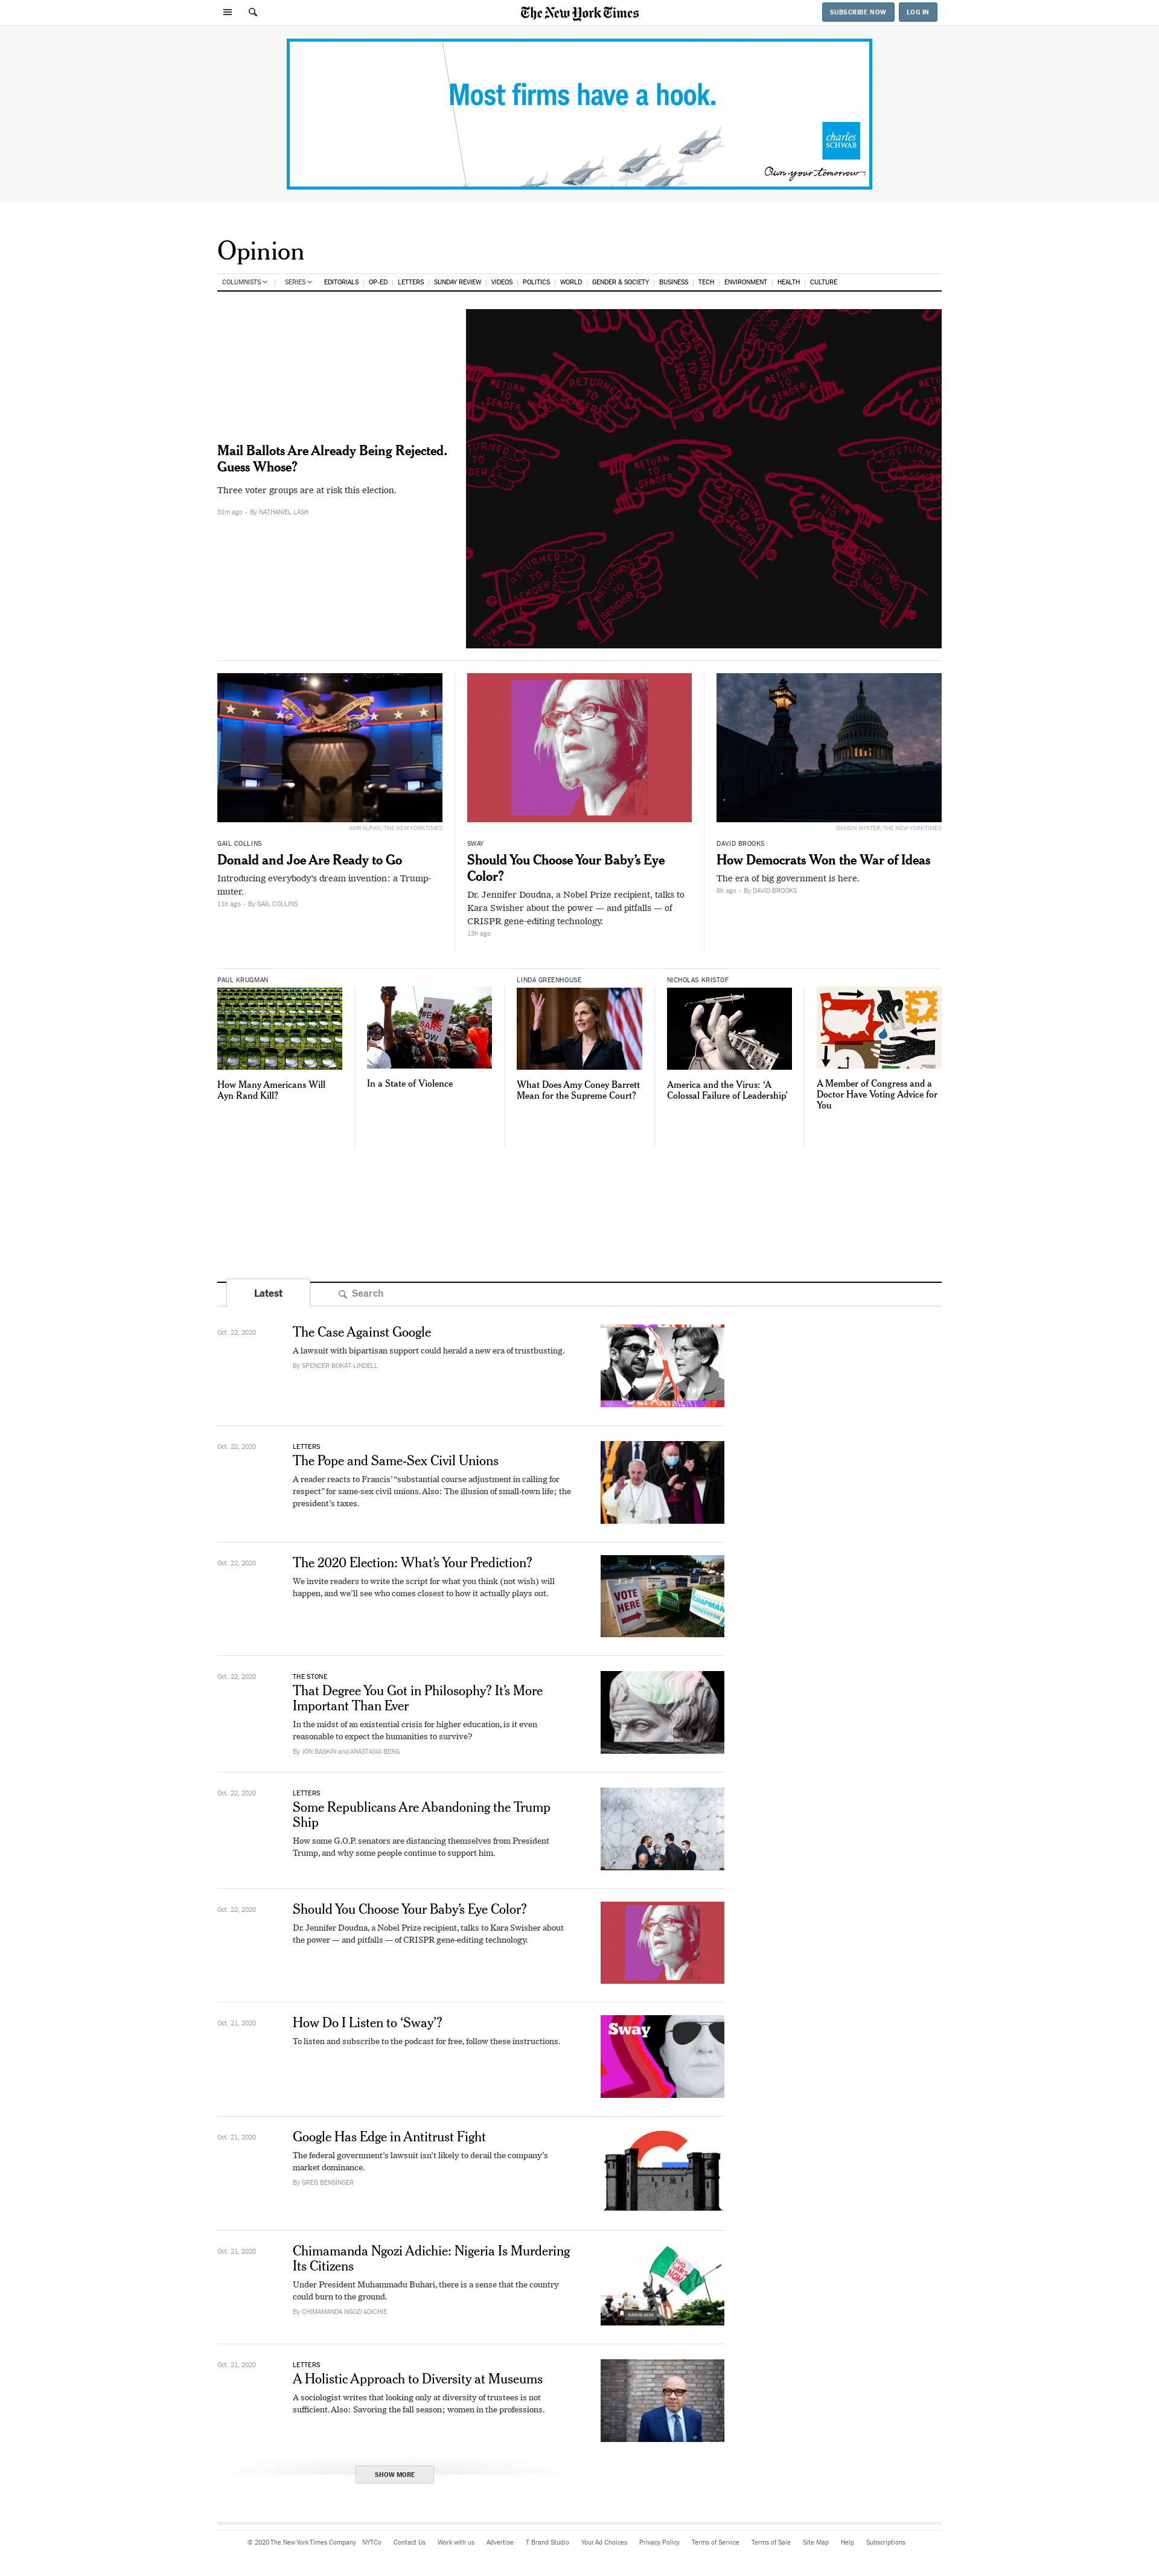 The New York Times
SUBSCRIBE NOW
LOG IN
Most firms have a hook.
charles
SCHWAB
Own your tomorrow.
Opinion
COLUMNISTS
SERIES
EDITORIALS
OP-ED
LETTERS
SUNDAY REVIEW
VIDEOS
POLITICS
WORLD
GENDER & SOCIETY
BUSINESS
TECH
ENVIRONMENT
HEALTH
CULTURE
Mail Ballots Are Already Being Rejected.
Guess Whose?
Three voter groups are at risk this election.
31m ago • By NATHANIEL LASH
RETURN TO SENDER
RETURNED TO SENDER
AMR ALFIKY/THE NEW YORK TIMES
GAIL COLLINS
Donald and Joe Are Ready to Go
Introducing everybody’s dream invention: a Trump-
muter.
11h ago • By GAIL COLLINS
SWAY
Should You Choose Your Baby’s Eye
Color?
Dr. Jennifer Doudna, a Nobel Prize recipient, talks to
Kara Swisher about the power — and pitfalls — of
CRISPR gene-editing technology.
13h ago
DAMON WINTER/THE NEW YORK TIMES
DAVID BROOKS
How Democrats Won the War of Ideas
The era of big government is here.
6h ago • By DAVID BROOKS
PAUL KRUGMAN
How Many Americans Will
Ayn Rand Kill?
#END
SARS
NOW
In a State of Violence
LINDA GREENHOUSE
What Does Amy Coney Barrett
Mean for the Supreme Court?
NICHOLAS KRISTOF
America and the Virus: ‘A
Colossal Failure of Leadership’
A Member of Congress and a
Doctor Have Voting Advice for
You
Latest
Search
Oct. 22, 2020
The Case Against Google
A lawsuit with bipartisan support could herald a new era of trustbusting.
By SPENCER BOKAT-LINDELL
Oct. 22, 2020
LETTERS
The Pope and Same-Sex Civil Unions
A reader reacts to Francis’ “substantial course adjustment in calling for
respect” for same-sex civil unions. Also: The illusion of small-town life; the
president’s taxes.
Oct. 22, 2020
The 2020 Election: What’s Your Prediction?
We invite readers to write the script for what you think (not wish) will
happen, and we’ll see who comes closest to how it actually plays out.
VOTE
HERE
CHAPMAN
PROSECUTOR
Oct. 22, 2020
THE STONE
That Degree You Got in Philosophy? It’s More
Important Than Ever
In the midst of an existential crisis for higher education, is it even
reasonable to expect the humanities to survive?
By JON BASKIN and ANASTASIA BERG
Oct. 22, 2020
LETTERS
Some Republicans Are Abandoning the Trump
Ship
How some G.O.P. senators are distancing themselves from President
Trump, and why some people continue to support him.
Oct. 22, 2020
Should You Choose Your Baby’s Eye Color?
Dr. Jennifer Doudna, a Nobel Prize recipient, talks to Kara Swisher about
the power — and pitfalls — of CRISPR gene-editing technology.
Oct. 21, 2020
How Do I Listen to ‘Sway’?
To listen and subscribe to the podcast for free, follow these instructions.
Sway
Oct. 21, 2020
Google Has Edge in Antitrust Fight
The federal government’s lawsuit isn’t likely to derail the company’s
market dominance.
By GREG BENSINGER
Oct. 21, 2020
Chimamanda Ngozi Adichie: Nigeria Is Murdering
Its Citizens
Under President Muhammadu Buhari, there is a sense that the country
could burn to the ground.
By CHIMAMANDA NGOZI ADICHIE
END
SARS
NOW!
Oct. 21, 2020
LETTERS
A Holistic Approach to Diversity at Museums
A sociologist writes that looking only at diversity of trustees is not
sufficient. Also: Savoring the fall season; women in the professions.
SHOW MORE
© 2020 The New York Times Company
NYTCo
Contact Us
Work with us
Advertise
T Brand Studio
Your Ad Choices
Privacy Policy
Terms of Service
Terms of Sale
Site Map
Help
Subscriptions